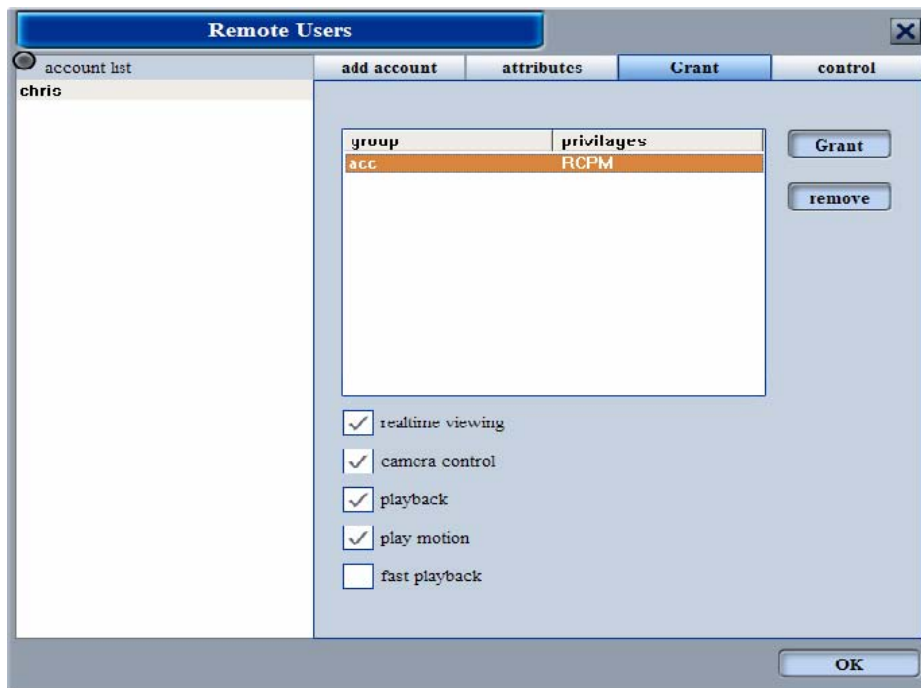 Remote Users
account list
add account attributes Grant control
chris
group privilages
acc RCPM
Grant
remove
realtime viewing
camera control
playback
play motion
fast playback
OK